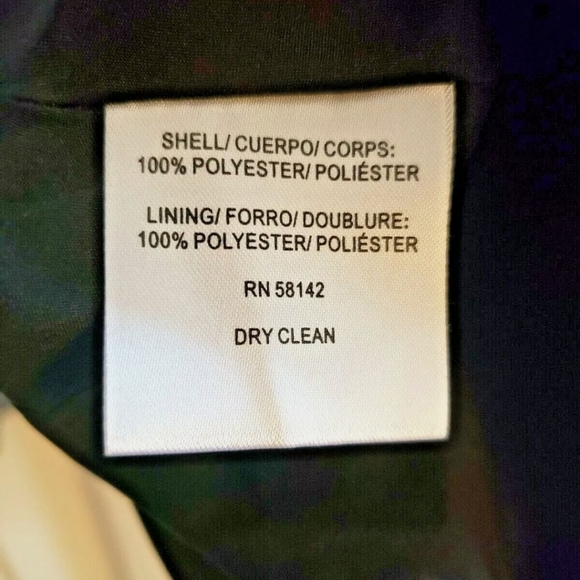 SHELL/ CUERPO/ CORPS:
100% POLYESTER/ POLIÉSTER
LINING/ FORRO/ DOUBLURE:
100% POLYESTER/ POLIÉSTER
RN 58142
DRY CLEAN